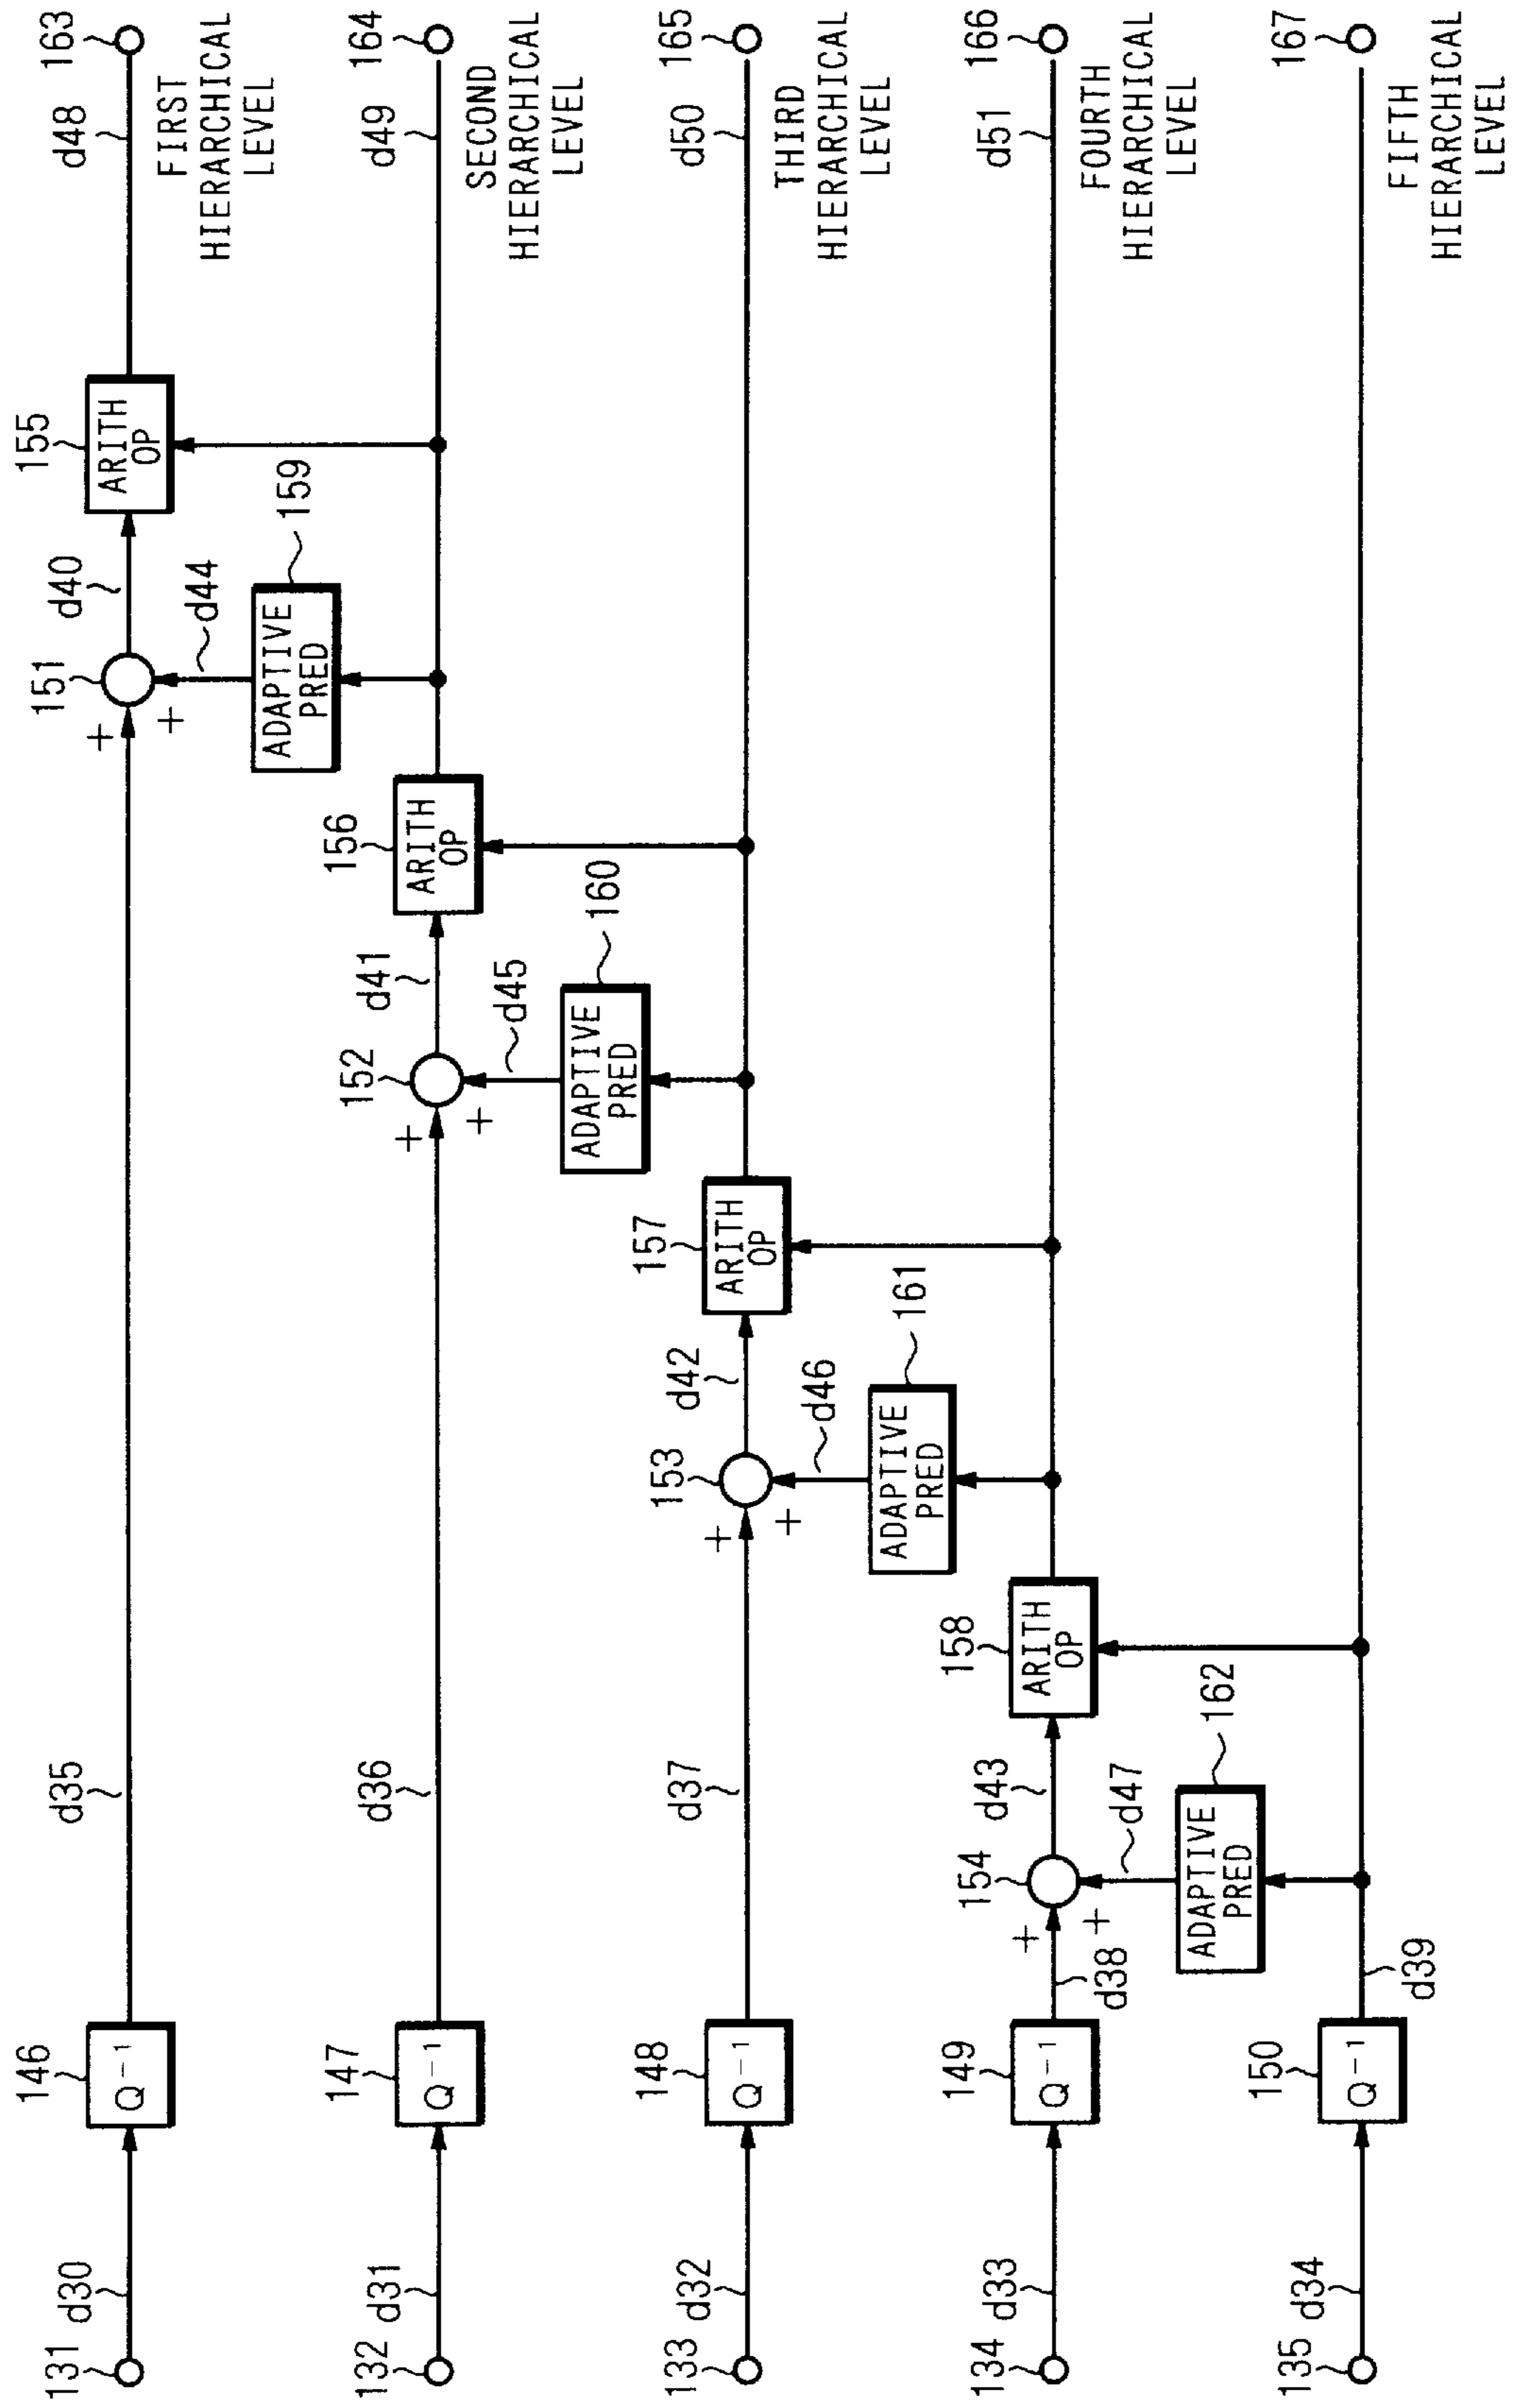 131
d30
146
Q⁻¹
d35
151
+
+
d40
d44
ADAPTIVE
PRED
159
155
ARITH
OP
d48
163
FIRST
HIERARCHICAL
LEVEL
132
d31
147
Q⁻¹
d36
152
+
+
d41
d45
ADAPTIVE
PRED
160
156
ARITH
OP
d49
164
SECOND
HIERARCHICAL
LEVEL
133
d32
148
Q⁻¹
d37
153
+
+
d42
d46
ADAPTIVE
PRED
161
157
ARITH
OP
d50
165
THIRD
HIERARCHICAL
LEVEL
134
d33
149
Q⁻¹
d38
154
+
+
d43
d47
ADAPTIVE
PRED
162
158
ARITH
OP
d51
166
FOURTH
HIERARCHICAL
LEVEL
135
d34
150
Q⁻¹
d39
167
FIFTH
HIERARCHICAL
LEVEL